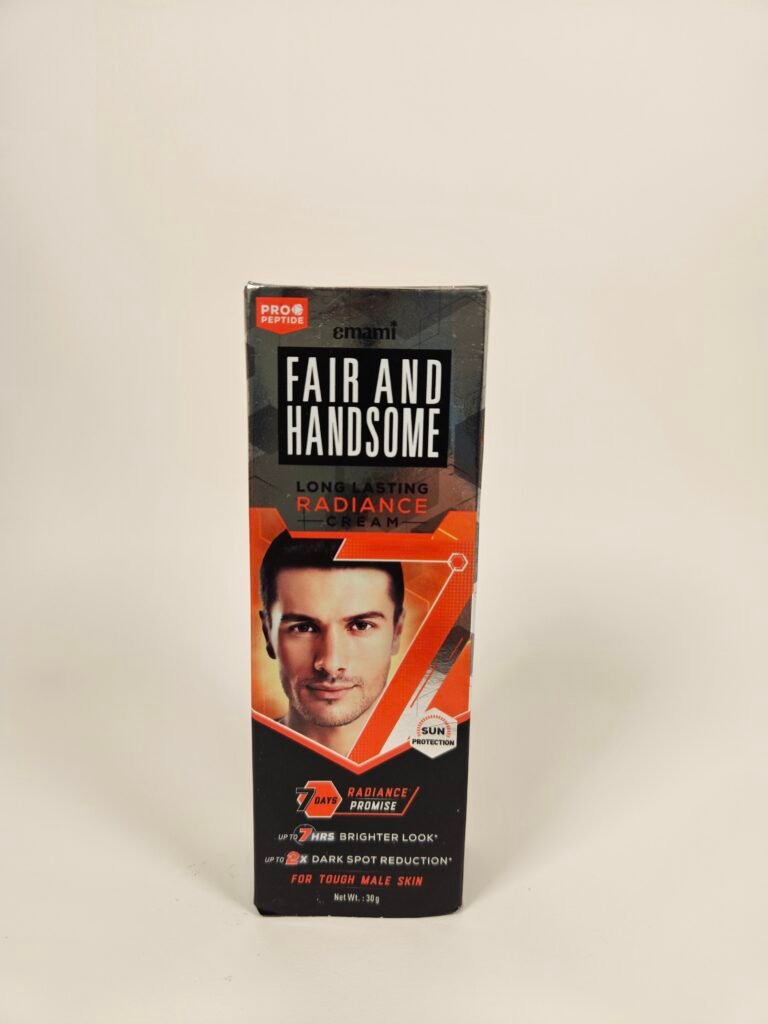 PRO
PEPTIDE
emami
FAIR AND
HANDSOME
LONG LASTING
RADIANCE
CREAM
SUN
PROTECTION
7 DAYS
RADIANCE*
PROMISE
UP TO 7HRS BRIGHTER LOOK*
UP TO 2X DARK SPOT REDUCTION*
FOR TOUGH MALE SKIN
Net Wt. : 30 g